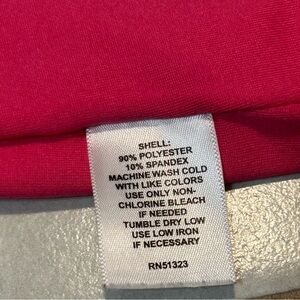 SHELL:
90% POLYESTER
10% SPANDEX
MACHINE WASH COLD
WITH LIKE COLORS
USE ONLY NON-
CHLORINE BLEACH
IF NEEDED
TUMBLE DRY LOW
USE LOW IRON
IF NECESSARY
RN51323